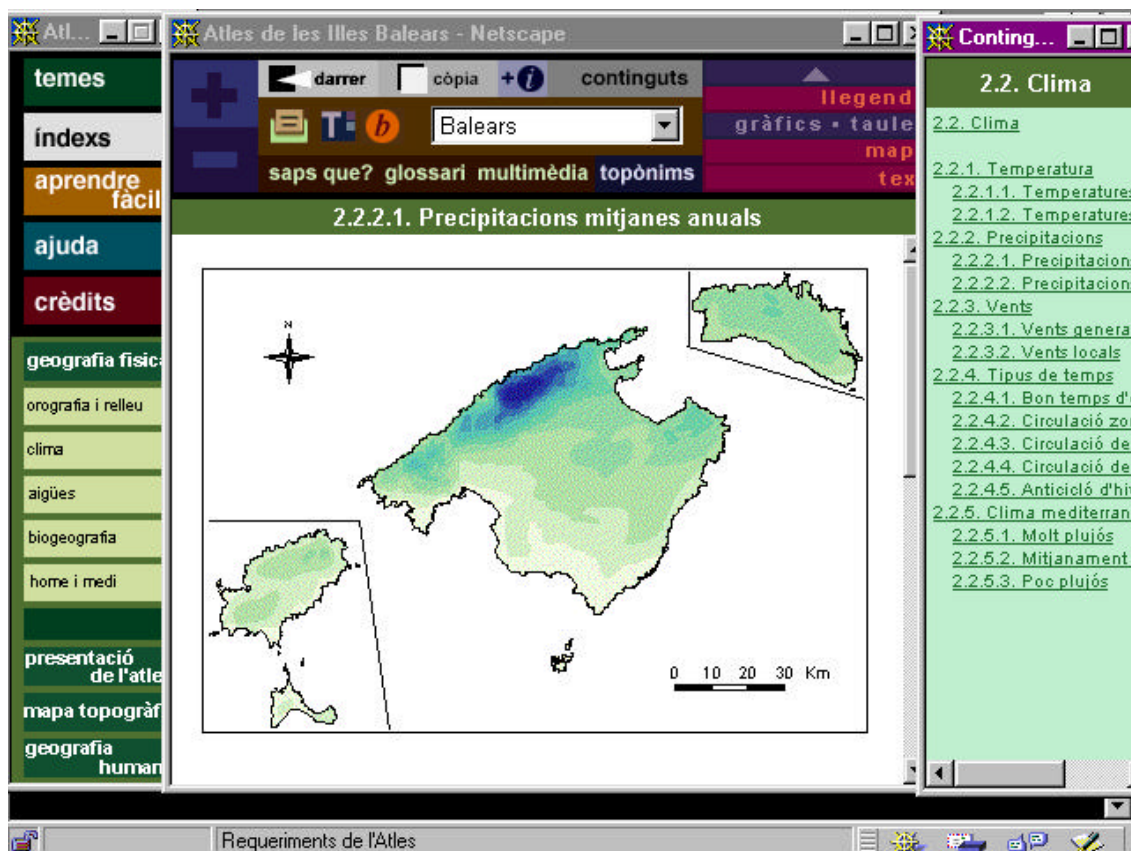 Atl...
temes
índexs
aprendre
fàcil
ajuda
crèdits
geografia físic
orografia i relleu
clima
aigües
biogeografia
home i medi
presentació
de l'atle
mapa topogràf
geografia
human
Atles de les Illes Balears - Netscape
darrer
còpia
+i
continguts
T
b
Balears
saps que? glossari multimèdia topònims
llegend
gràfics • taule
map
tex
2.2.2.1. Precipitacions mitjanes anuals
N
0 10 20 30 Km
Conting...
2.2. Clima
2.2. Clima
2.2.1. Temperatura
2.2.1.1. Temperatures
2.2.1.2. Temperatures
2.2.2. Precipitacions
2.2.2.1. Precipitacion
2.2.2.2. Precipitacion
2.2.3. Vents
2.2.3.1. Vents genera
2.2.3.2. Vents locals
2.2.4. Tipus de temps
2.2.4.1. Bon temps d'
2.2.4.2. Circulació zo
2.2.4.3. Circulació de
2.2.4.4. Circulació de
2.2.4.5. Anticicló d'hi
2.2.5. Clima mediterran
2.2.5.1. Molt plujós
2.2.5.2. Mitjanament
2.2.5.3. Poc plujós
Requeriments de l'Atles